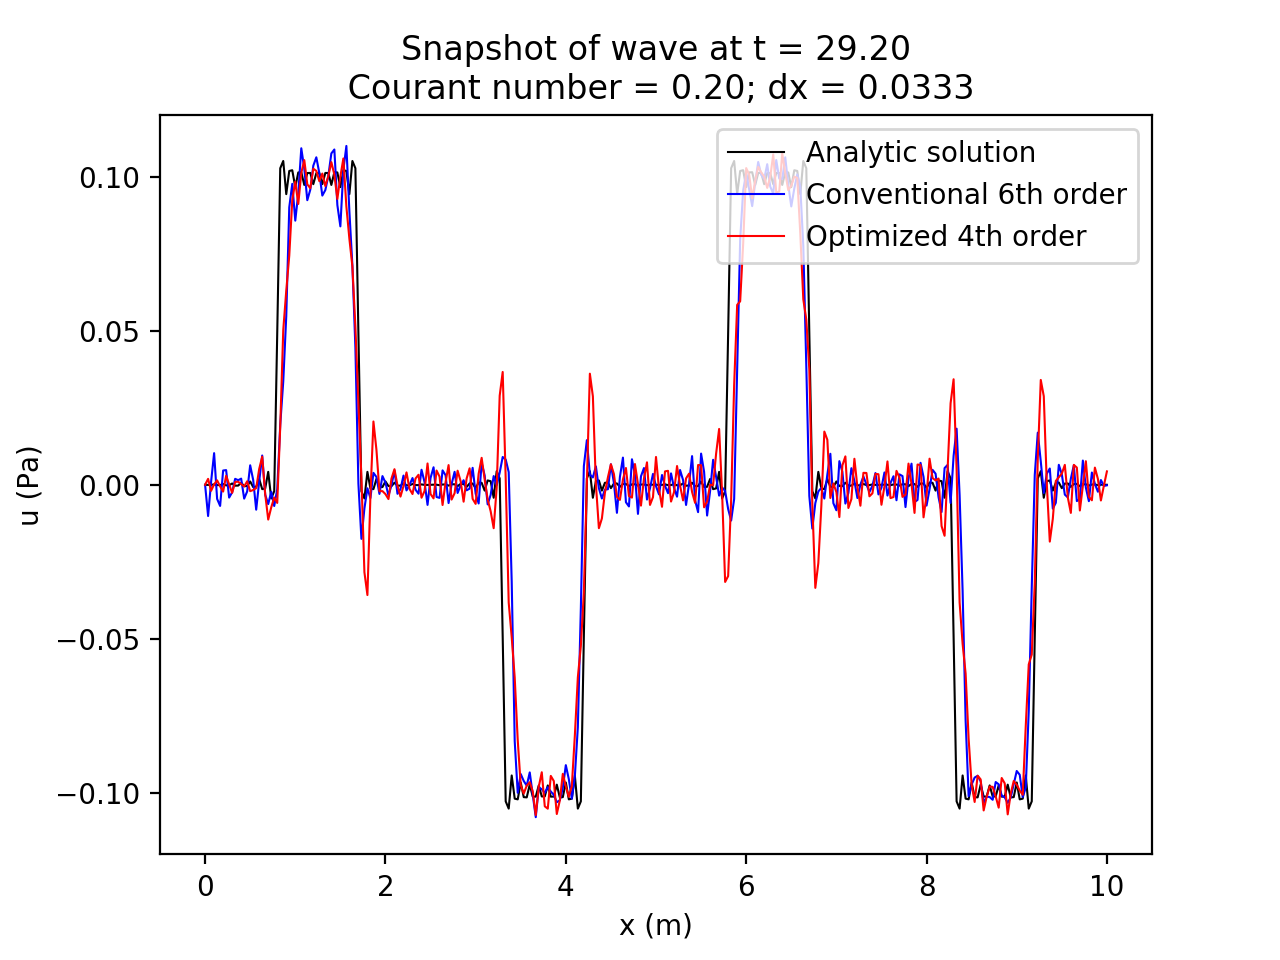 Snapshot of wave at t = 29.20
Courant number = 0.20; dx = 0.0333
Analytic solution
Conventional 6th order
Optimized 4th order
0.10
0.05
0.00
−0.05
−0.10
u (Pa)
0 2 4 6 8 10
x (m)